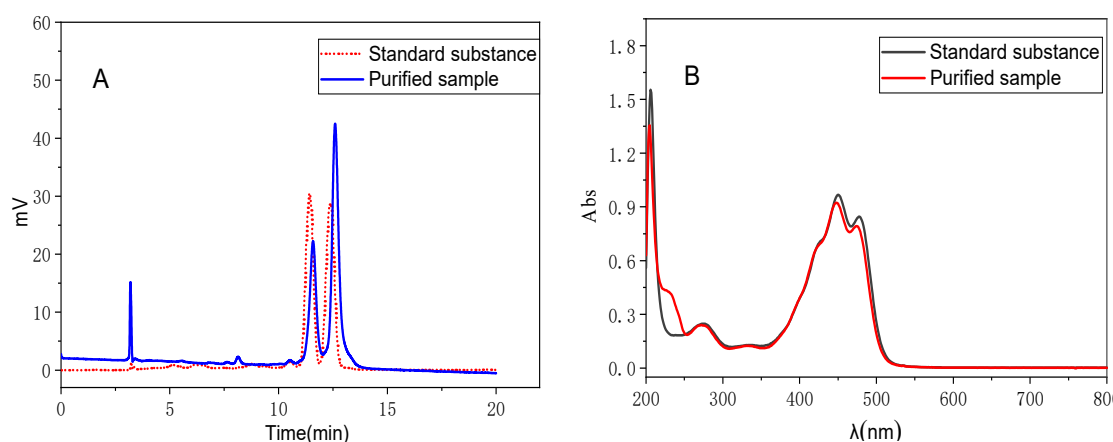 A
Standard substance
Purified sample
mV
60
50
40
30
20
10
0
0 5 10 15 20
Time(min)
B
Standard substance
Purified sample
Abs
1.8
1.5
1.2
0.9
0.6
0.3
0.0
200 300 400 500 600 700 800
λ(nm)